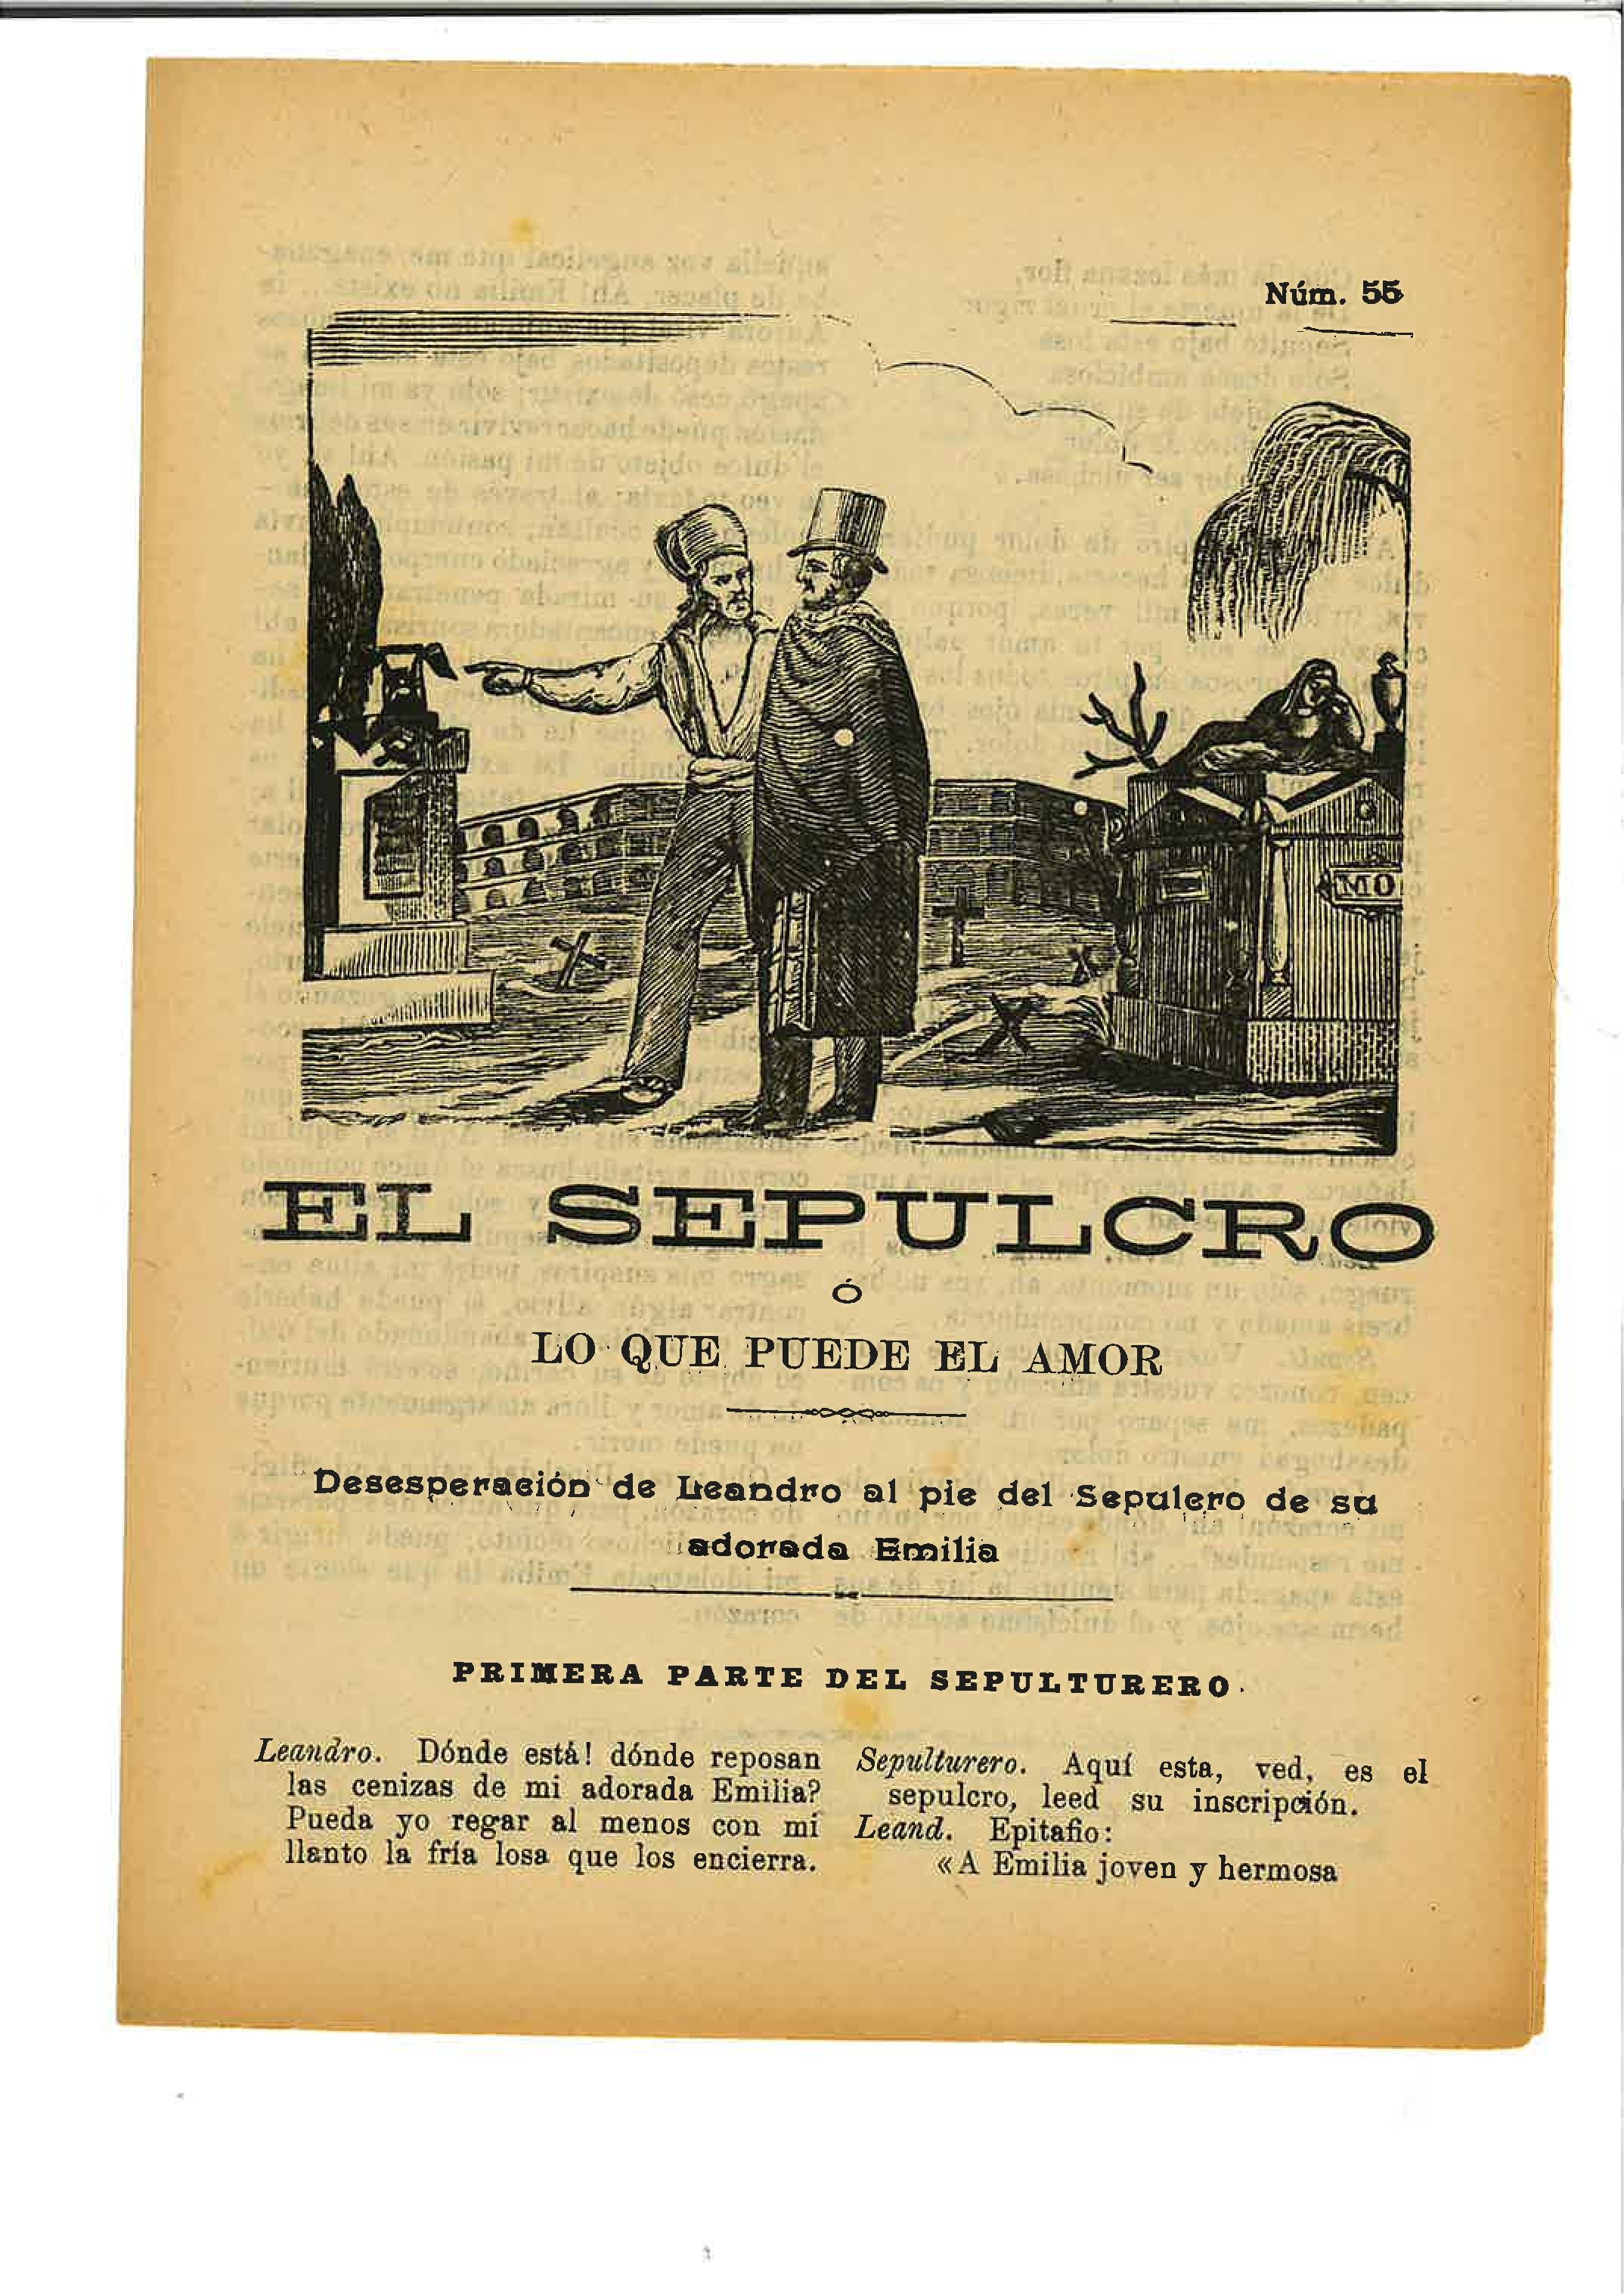 Núm. 55
MO
EL SEPULCRO
Ó
LO QUE PUEDE EL AMOR
Desesperación de Leandro al pie del Sepulcro de su
adorada Emilia
PRIMERA PARTE DEL SEPULTURERO.
Leandro. Dónde está! dónde reposan
las cenizas de mi adorada Emilia?
Pueda yo regar al menos con mi
llanto la fría losa que los encierra.
Sepulturero. Aquí esta, ved, es el
sepulcro, leed su inscripción.
Leand. Epitafio:
«A Emilia joven y hermosa